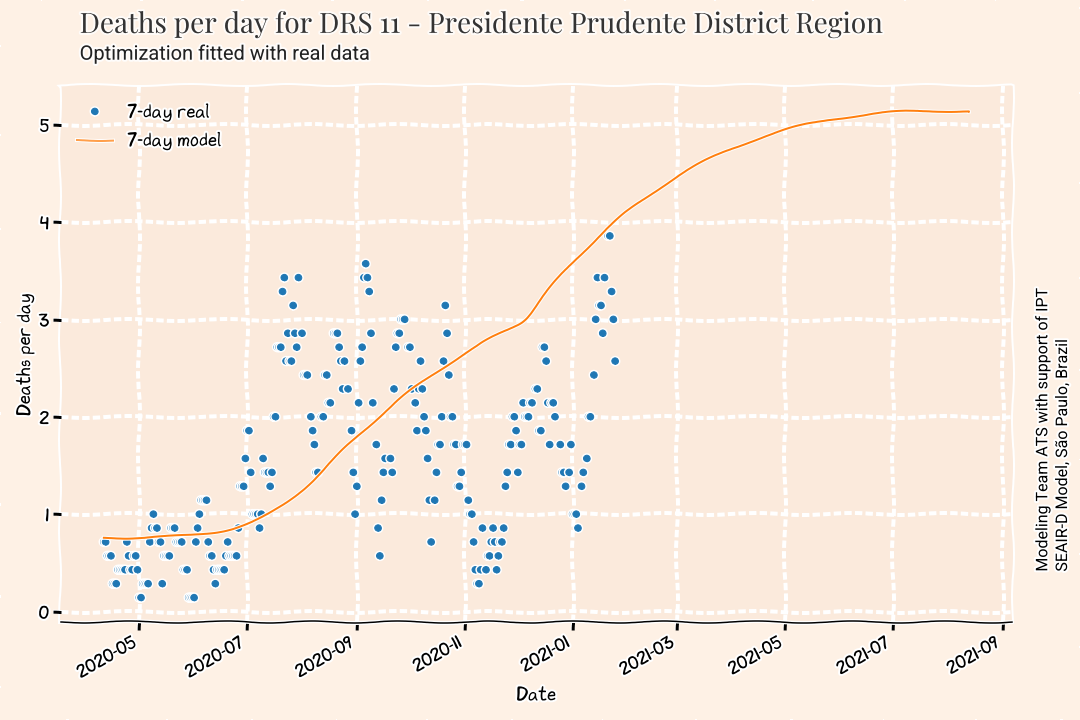 Deaths per day for DRS 11 - Presidente Prudente District Region
Optimization fitted with real data
7-day real
7-day model
5
4
3
2
1
0
Deaths per day
2020-05
2020-07
2020-09
2020-11
2021-01
2021-03
2021-05
2021-07
2021-09
Date
Modeling Team ATS with support of IPT
SEAIR-D Model, São Paulo, Brazil